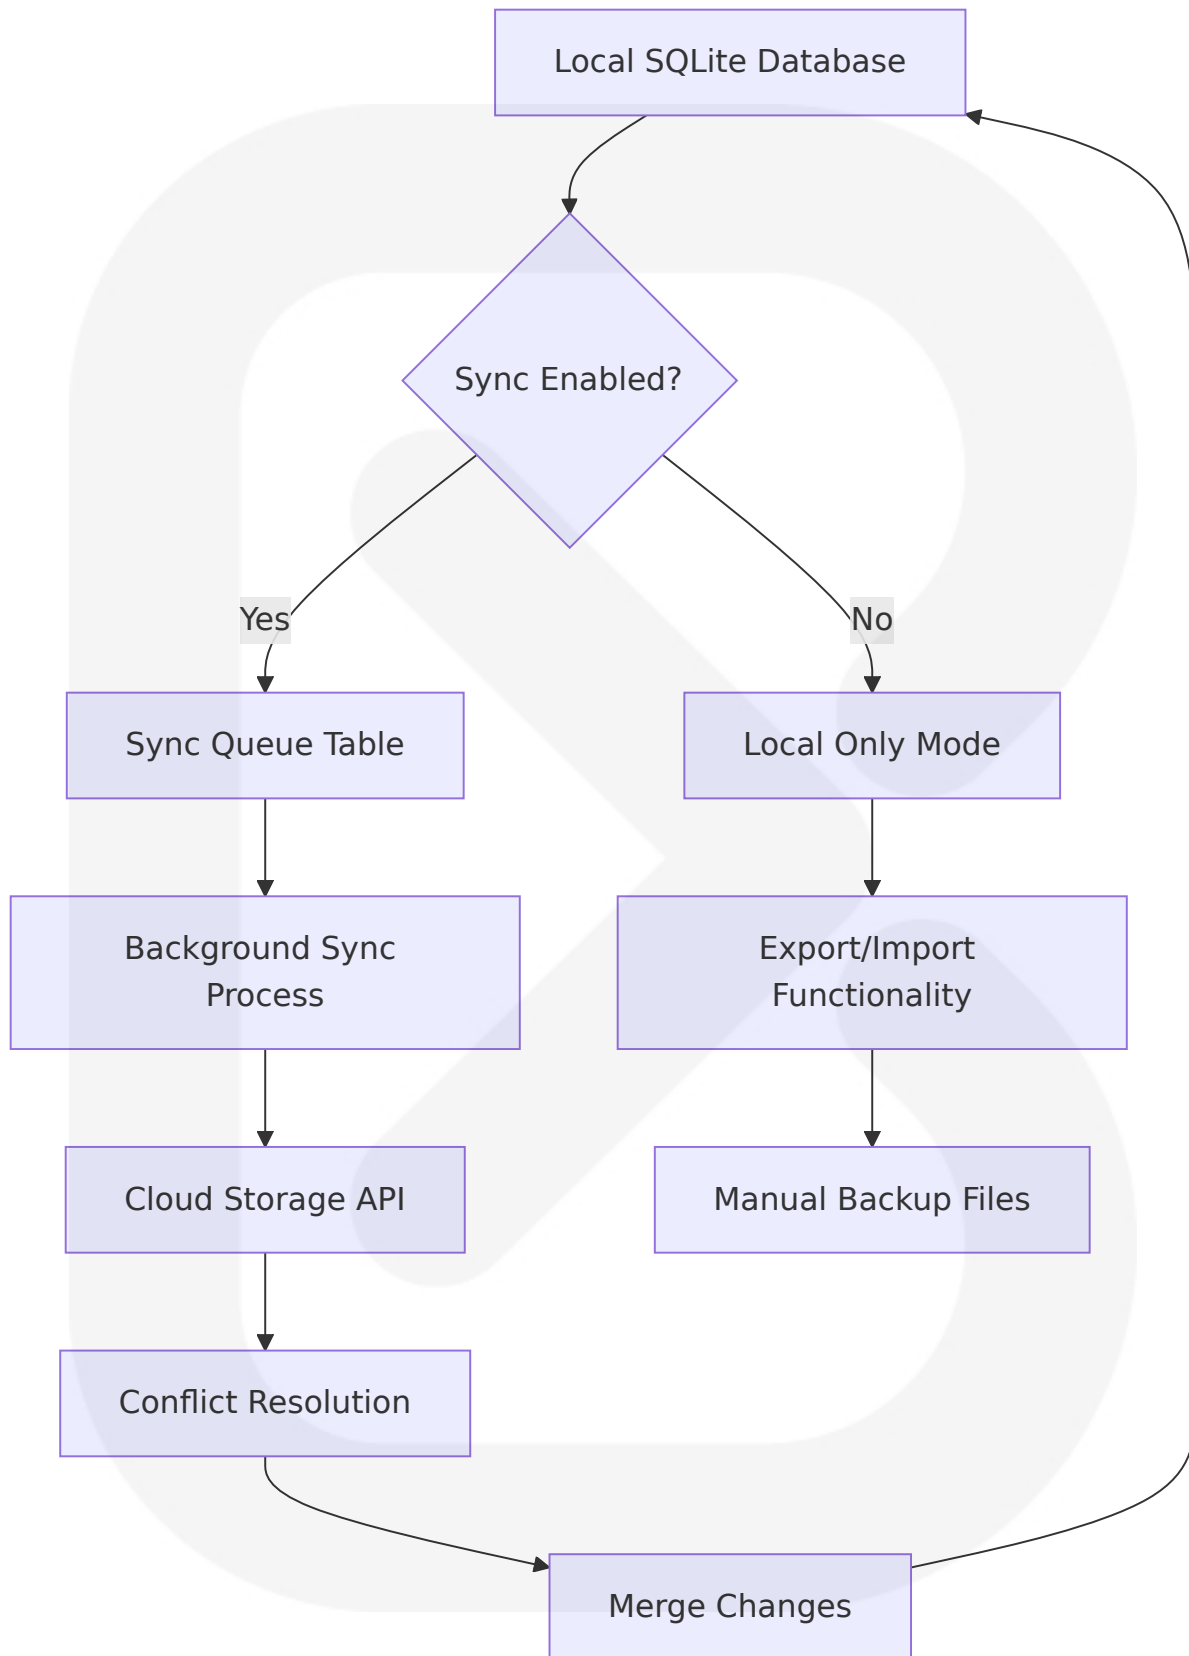 Local SQLite Database
Sync Enabled?
Yes
No
Sync Queue Table
Local Only Mode
Background Sync
Process
Export/Import
Functionality
Cloud Storage API
Manual Backup Files
Conflict Resolution
Merge Changes